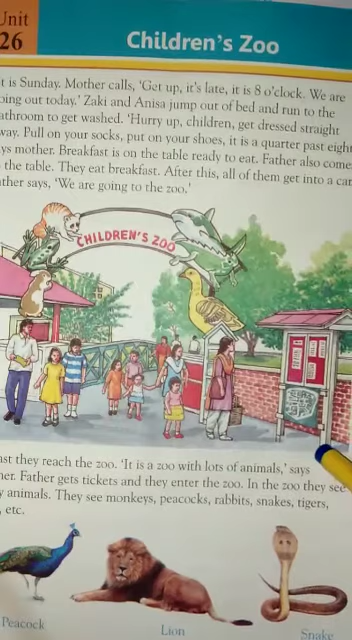 Unit
26
Children's Zoo
t is Sunday. Mother calls, 'Get up, it's late, it is 8 o'clock. We are
oing out today.' Zaki and Anisa jump out of bed and run to the
athroom to get washed. 'Hurry up, children, get dressed straight
way. Pull on your socks, put on your shoes, it is a quarter past eight
ys mother. Breakfast is on the table ready to eat. Father also come
the table. They eat breakfast. After this, all of them get into a car
ther says, 'We are going to the zoo.'
CHILDREN'S ZOO
ast they reach the zoo. 'It is a zoo with lots of animals,' says
her. Father gets tickets and they enter the zoo. In the zoo they see
y animals. They see monkeys, peacocks, rabbits, snakes, tigers,
, etc.
Peacock
Lion
Snake